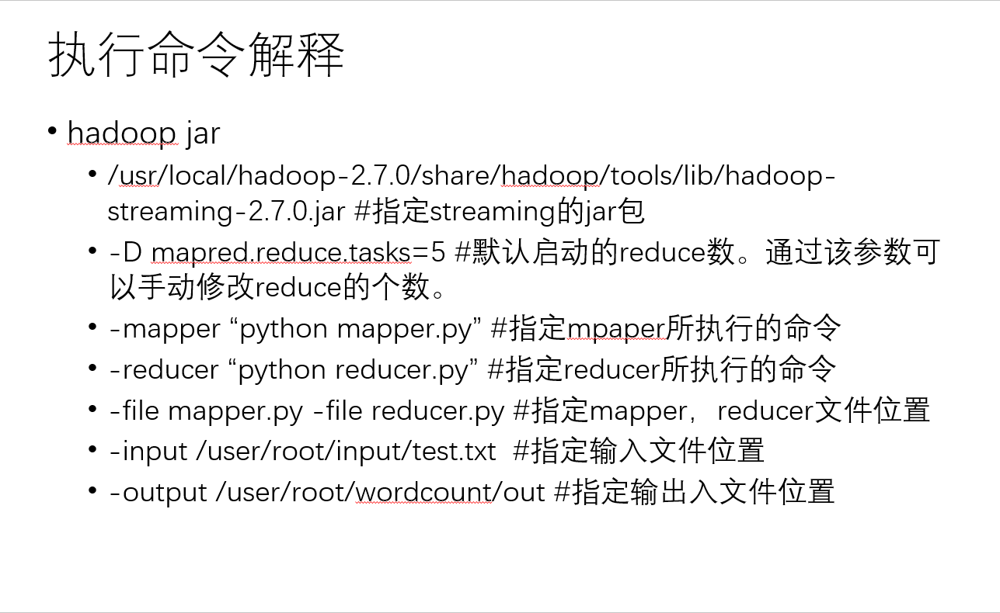 执行命令解释
• hadoop jar
• /usr/local/hadoop-2.7.0/share/hadoop/tools/lib/hadoop-
streaming-2.7.0.jar #指定streaming的jar包
• -D mapred.reduce.tasks=5 #默认启动的reduce数。通过该参数可
以手动修改reduce的个数。
• -mapper “python mapper.py” #指定mpaper所执行的命令
• -reducer “python reducer.py” #指定reducer所执行的命令
• -file mapper.py -file reducer.py #指定mapper，reducer文件位置
• -input /user/root/input/test.txt  #指定输入文件位置
• -output /user/root/wordcount/out #指定输出入文件位置